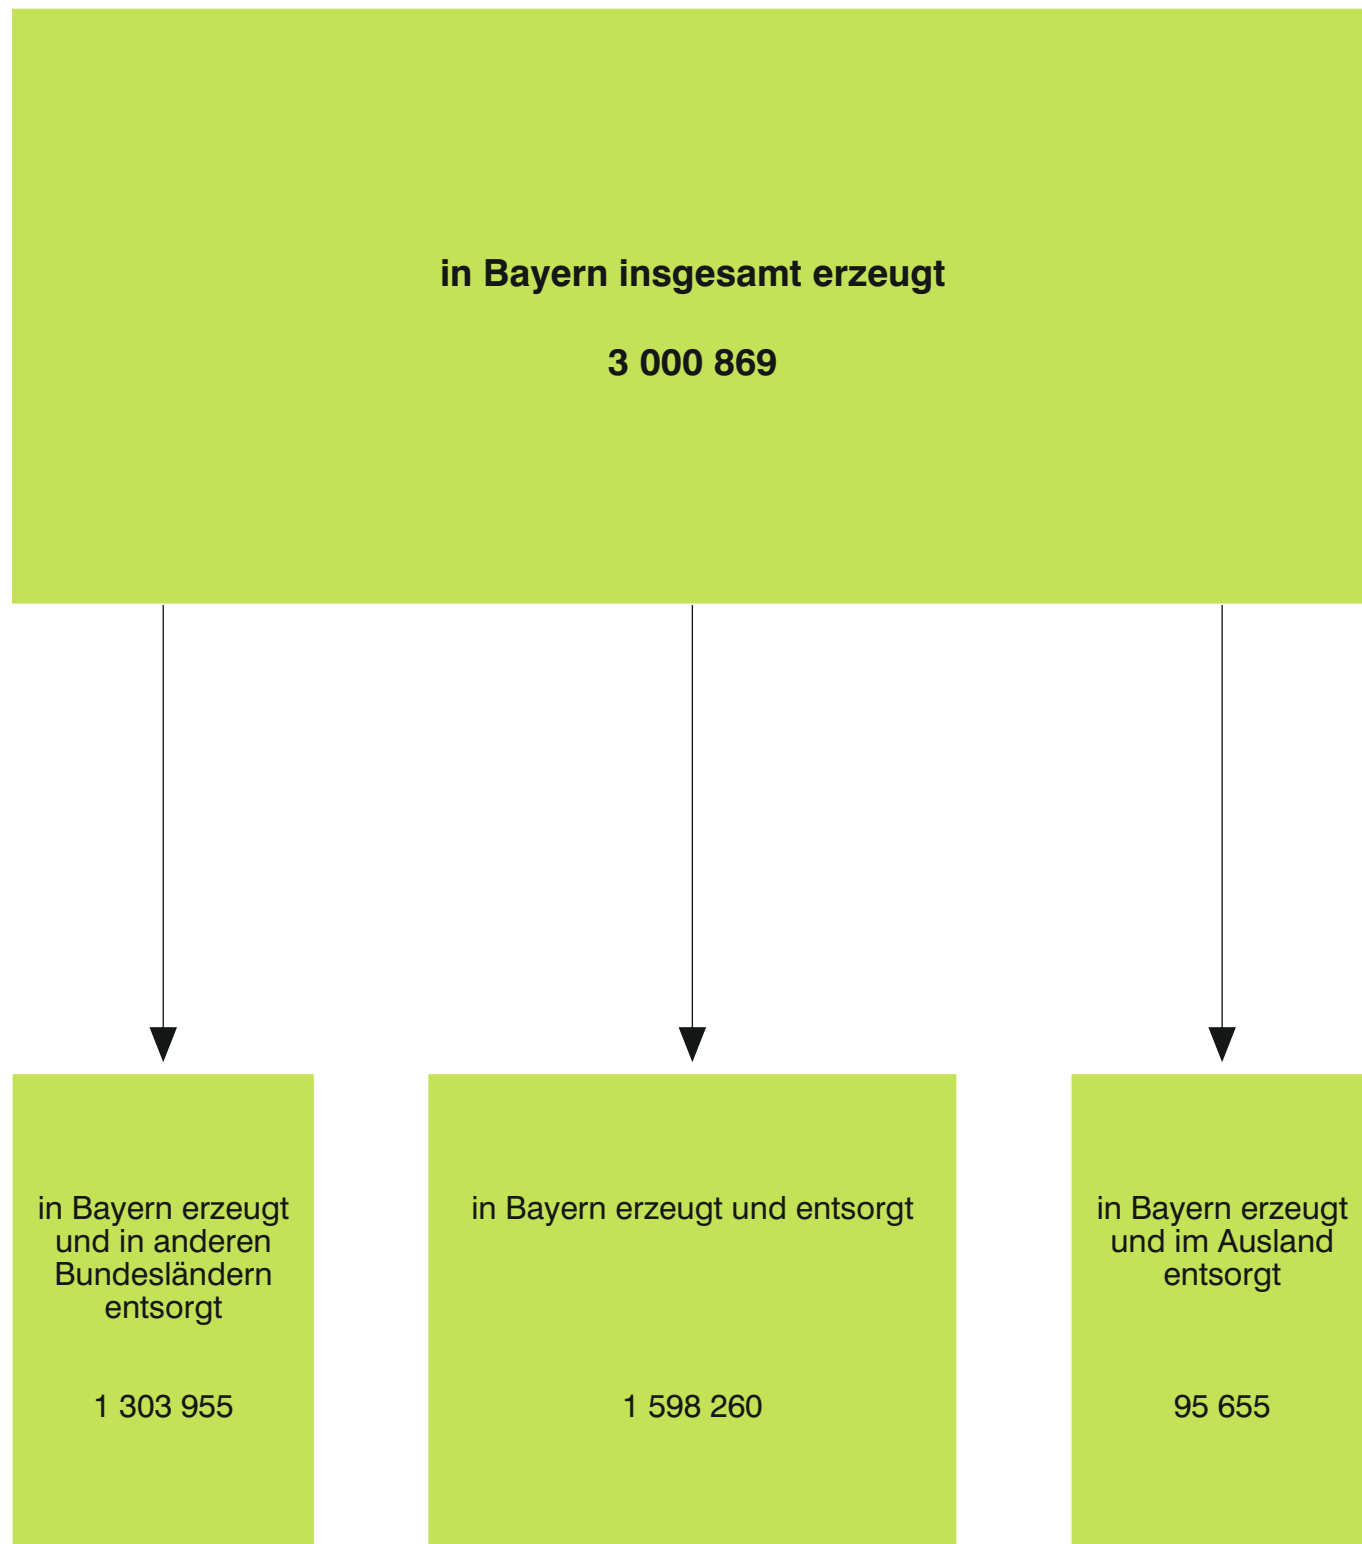 in Bayern insgesamt erzeugt
3 000 869
in Bayern erzeugt
und in anderen
Bundesländern
entsorgt
1 303 955
in Bayern erzeugt und entsorgt
1 598 260
in Bayern erzeugt
und im Ausland
entsorgt
95 655